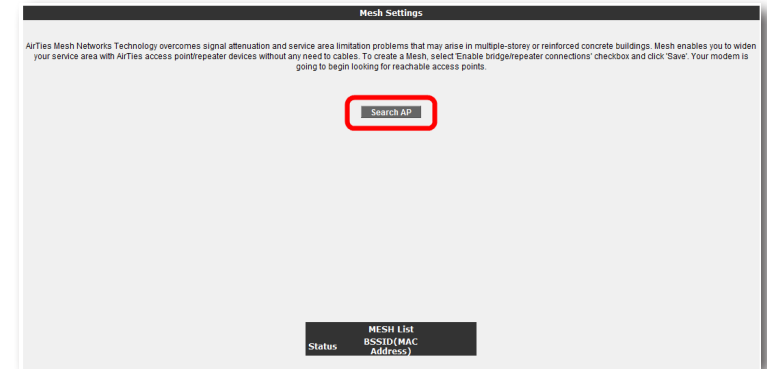 Mesh Settings
AirTies Mesh Networks Technology overcomes signal attenuation and service area limitation problems that may arise in multiple-storey or reinforced concrete buildings. Mesh enables you to widen
your service area with AirTies access point/repeater devices without any need to cables. To create a Mesh, select 'Enable bridge/repeater connections' checkbox and click 'Save'. Your modem is
going to begin looking for reachable access points.
Search AP
MESH List
Status BSSID(MAC
Address)